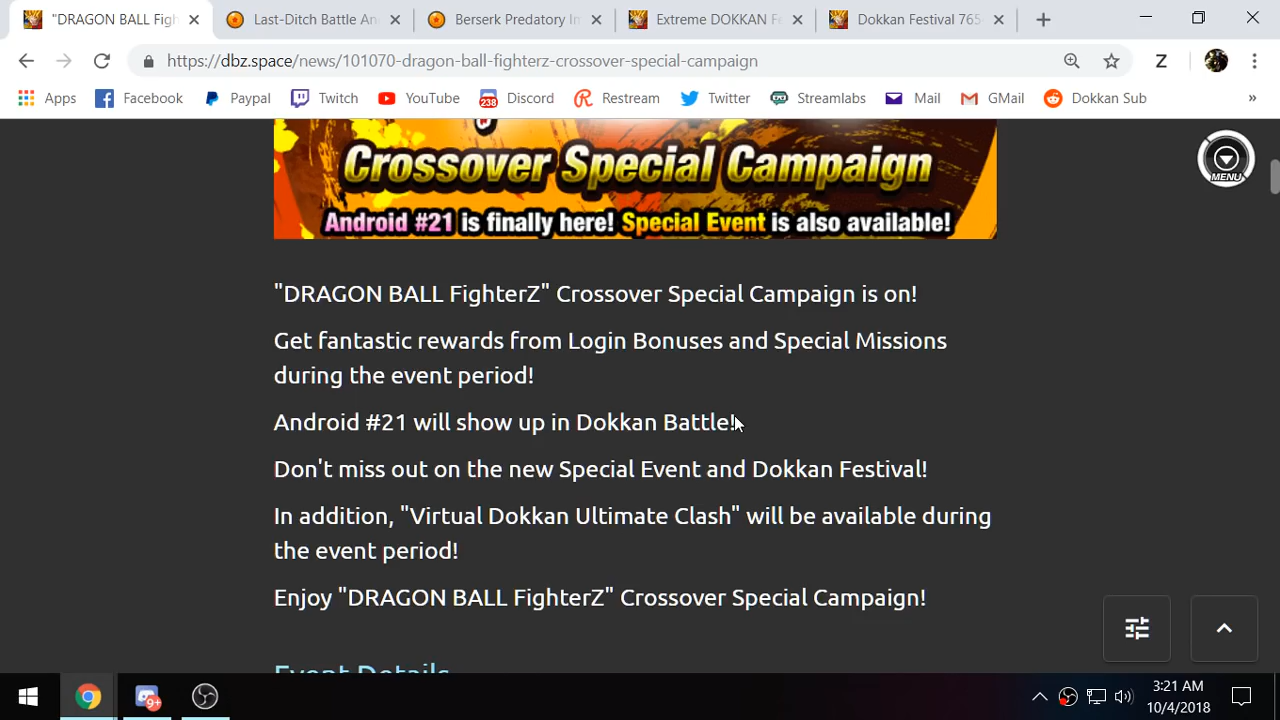 "DRAGON BALL Figh
Last-Ditch Battle An
Berserk Predatory Im
Extreme DOKKAN Fe
Dokkan Festival 765
https://dbz.space/news/101070-dragon-ball-fighterz-crossover-special-campaign
Z
Apps
Facebook
Paypal
Twitch
YouTube
238
Discord
Restream
Twitter
Streamlabs
Mail
GMail
Dokkan Sub
»
Crossover Special Campaign
Android #21 is finally here! Special Event is also available!
MENU
"DRAGON BALL FighterZ" Crossover Special Campaign is on!
Get fantastic rewards from Login Bonuses and Special Missions
during the event period!
Android #21 will show up in Dokkan Battle!
Don't miss out on the new Special Event and Dokkan Festival!
In addition, "Virtual Dokkan Ultimate Clash" will be available during
the event period!
Enjoy "DRAGON BALL FighterZ" Crossover Special Campaign!
Event Details
9+
3:21 AM
10/4/2018